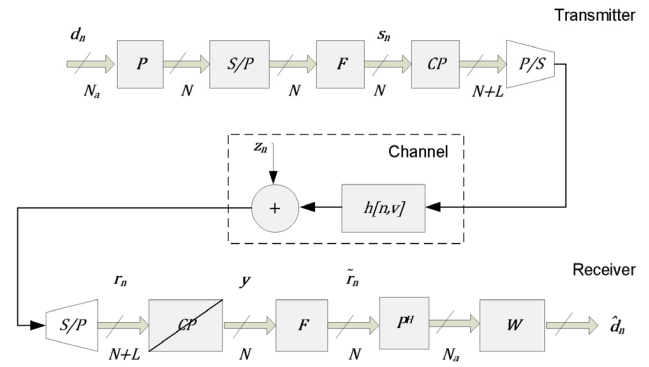 Transmitter
d_n s_n
P S/P F CP P/S
N_a N N N N+L
Channel
z_n
+ h[n,v]
Receiver
r_n y r̃_n
S/P CP F P^H W d̂_n
N+L N N N_a